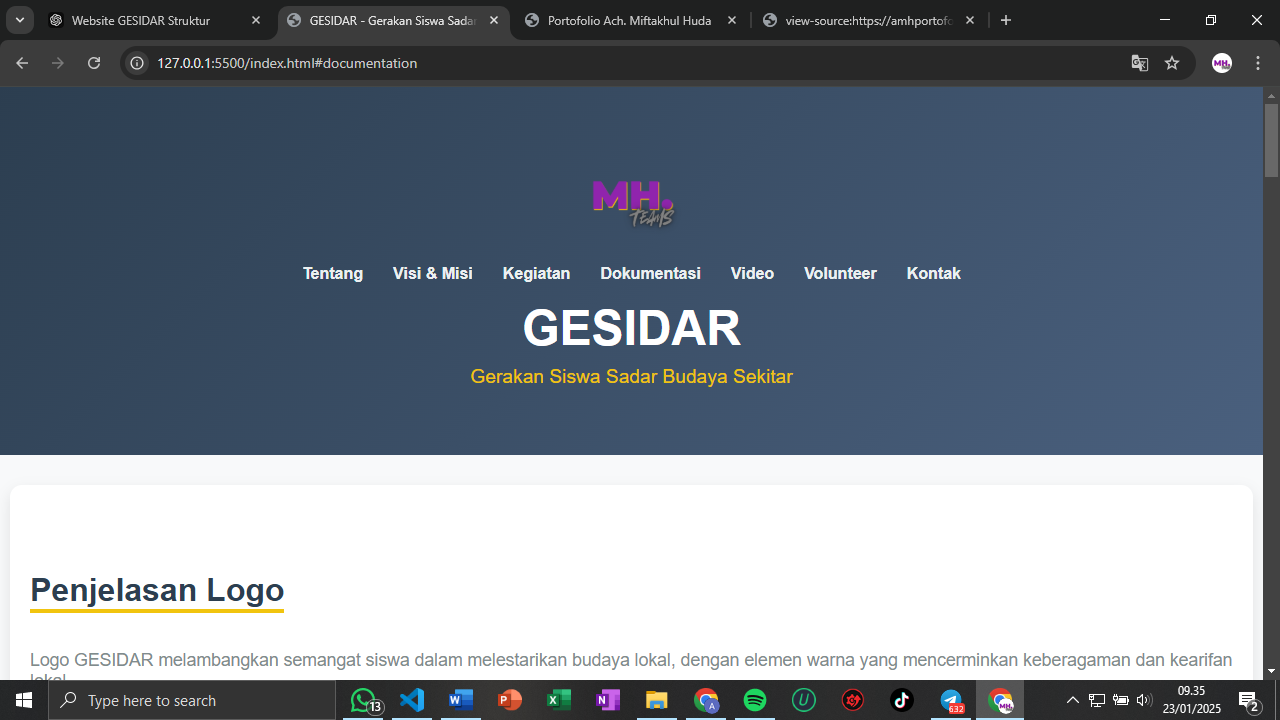 Website GESIDAR Struktur
GESIDAR - Gerakan Siswa Sadar
Portofolio Ach. Miftakhul Huda
view-source:https://amhportofo
127.0.0.1:5500/index.html#documentation
MH.
MH.
TEAMS
Tentang Visi & Misi Kegiatan Dokumentasi Video Volunteer Kontak
GESIDAR
Gerakan Siswa Sadar Budaya Sekitar
Penjelasan Logo
Logo GESIDAR melambangkan semangat siswa dalam melestarikan budaya lokal, dengan elemen warna yang mencerminkan keberagaman dan kearifan
lokal
Type here to search
13
632
MH.
09.35
23/01/2025
2